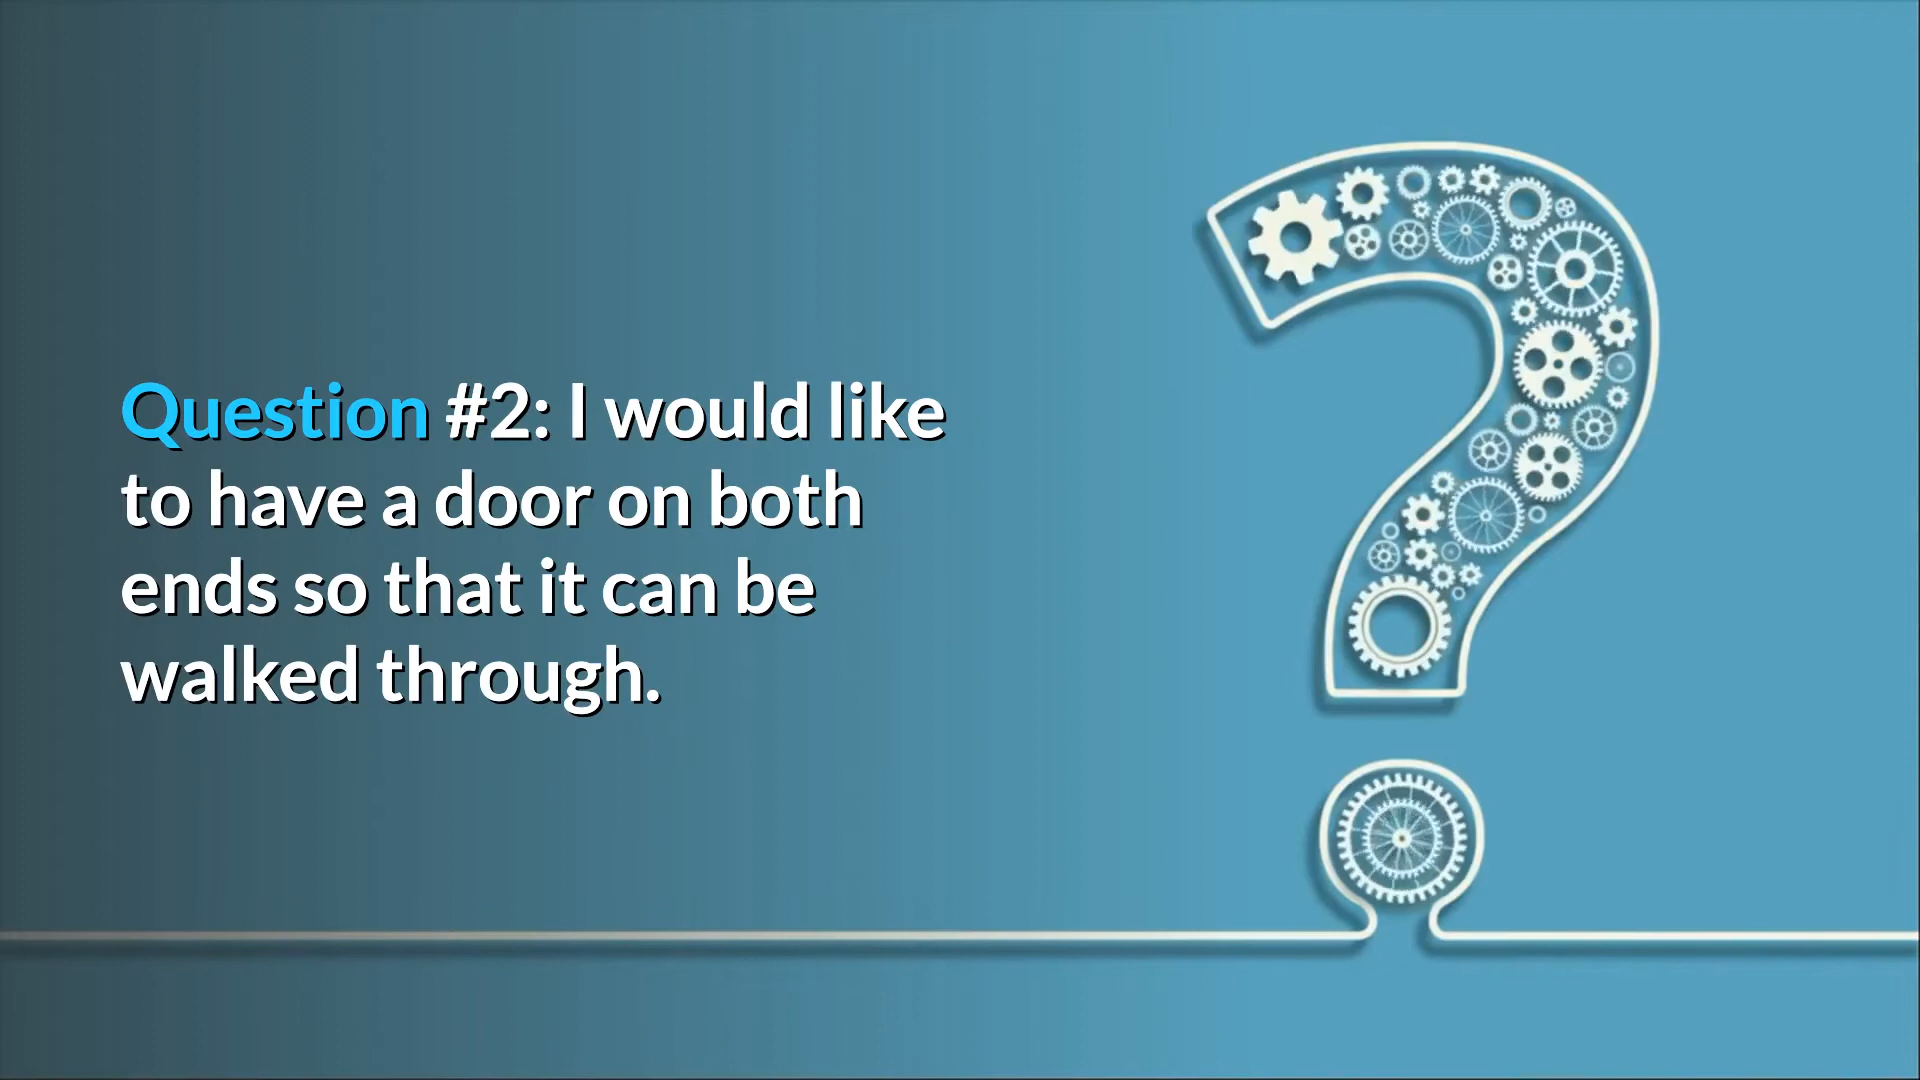 Question #2: I would like
to have a door on both
ends so that it can be
walked through.